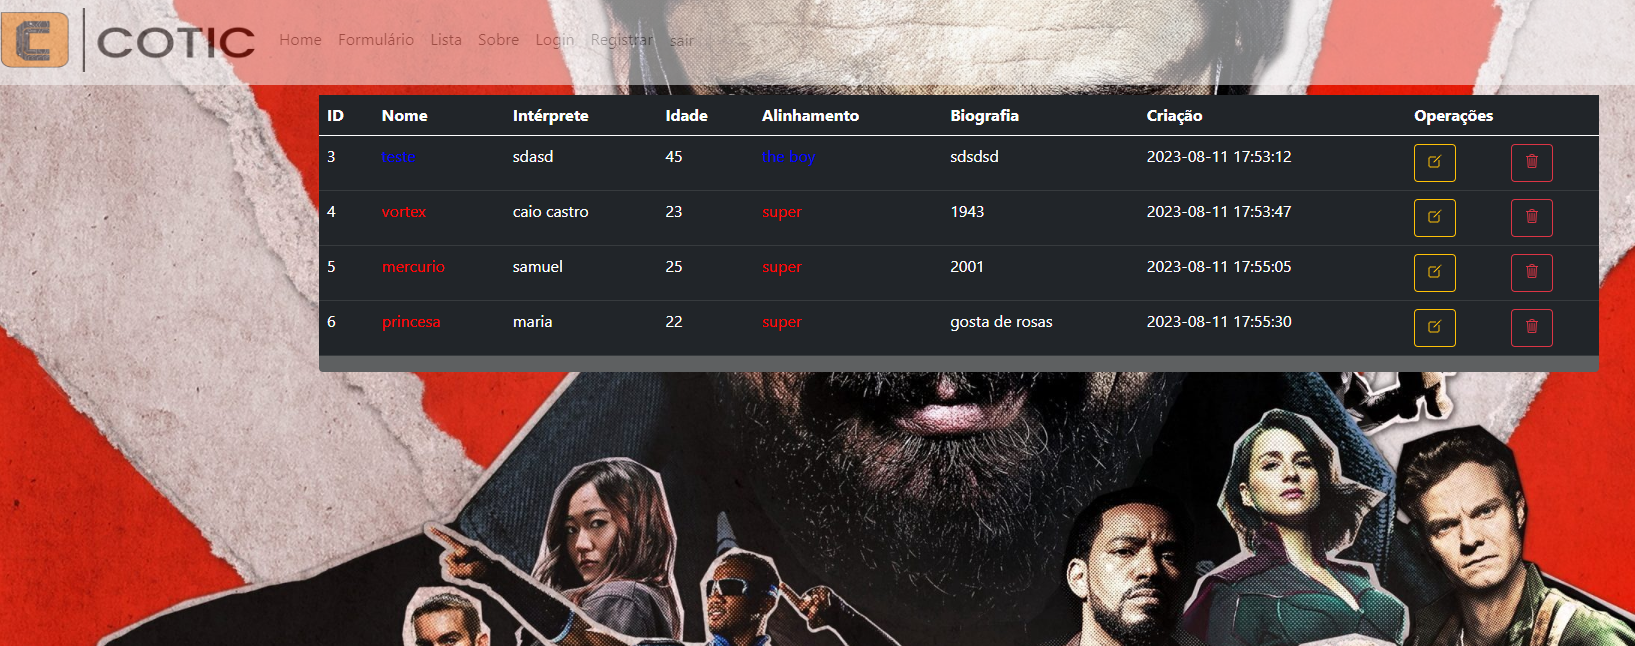 C | COTIC Home Formulário Lista Sobre Login Registrar sair
ID Nome Intérprete Idade Alinhamento Biografia Criação Operações
3 teste sdasd 45 the boy sdsdsd 2023-08-11 17:53:12
4 vortex caio castro 23 super 1943 2023-08-11 17:53:47
5 mercurio samuel 25 super 2001 2023-08-11 17:55:05
6 princesa maria 22 super gosta de rosas 2023-08-11 17:55:30